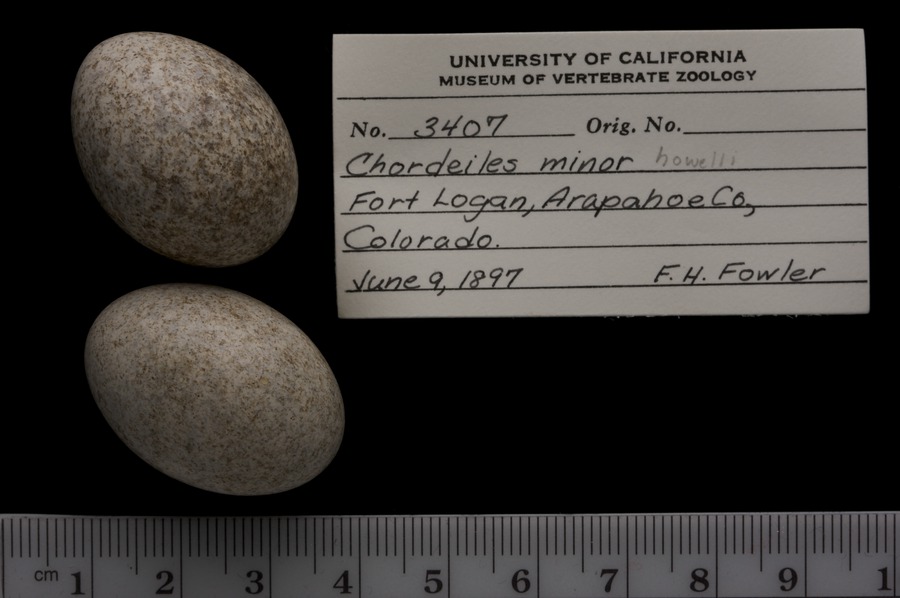 UNIVERSITY OF CALIFORNIA
MUSEUM OF VERTEBRATE ZOOLOGY
No. 3407 Orig. No.
Chordeiles minor howelli
Fort Logan, Arapahoe Co,
Colorado.
June 9, 1897 F. H. Fowler
cm 1 2 3 4 5 6 7 8 9 1